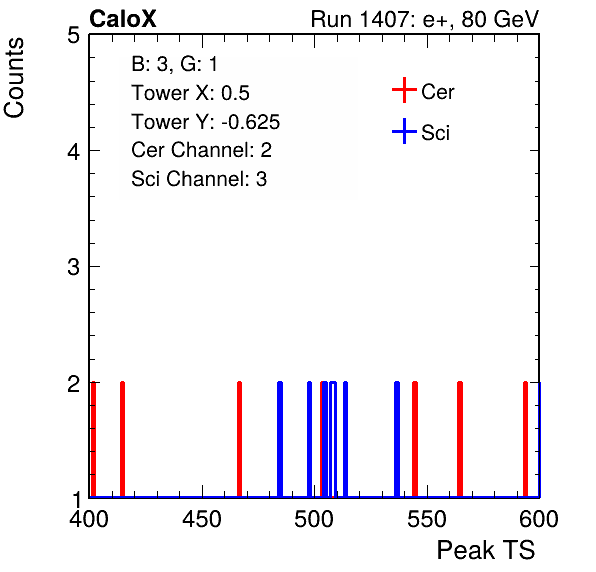 CaloX Run 1407: e+, 80 GeV
Counts
B: 3, G: 1
Tower X: 0.5
Tower Y: -0.625
Cer Channel: 2
Sci Channel: 3
Cer
Sci
5
4
3
2
1
400 450 500 550 600
Peak TS